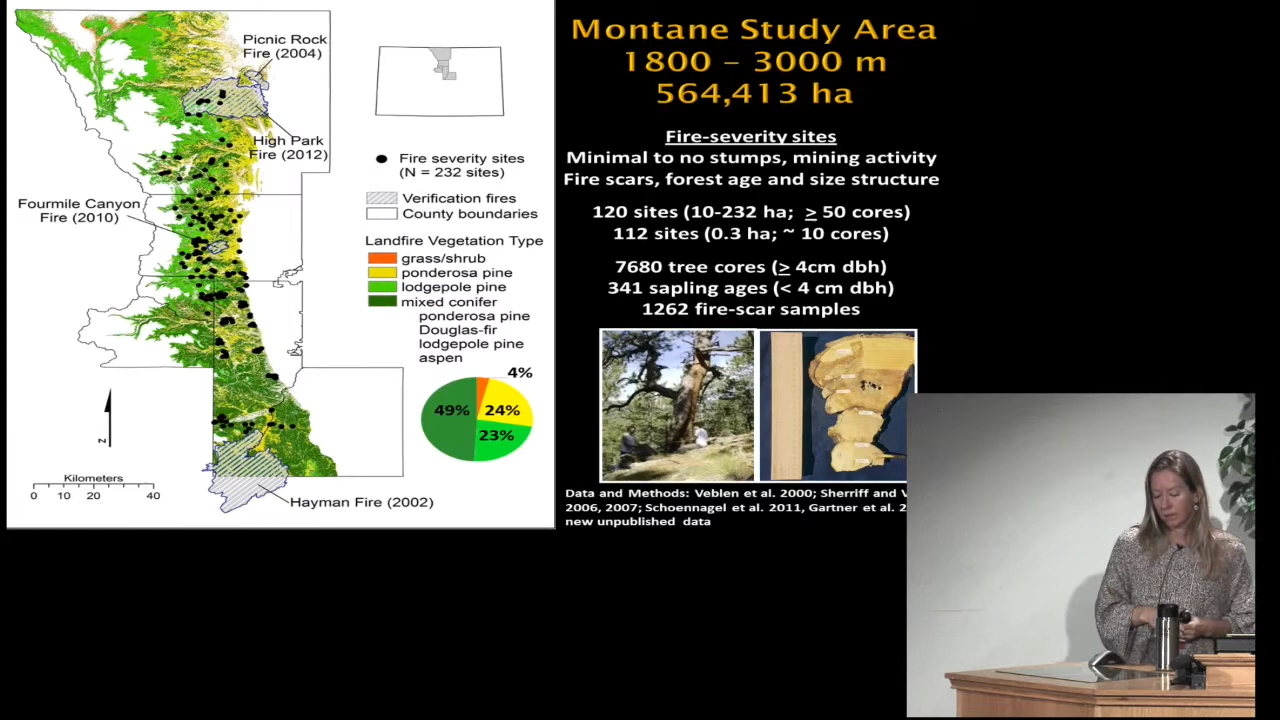 Montane Study Area
1800 – 3000 m
564,413 ha
Picnic Rock
Fire (2004)
High Park
Fire (2012)
Fourmile Canyon
Fire (2010)
Fire severity sites
(N = 232 sites)
Verification fires
County boundaries
Landfire Vegetation Type
grass/shrub
ponderosa pine
lodgepole pine
mixed conifer
ponderosa pine
Douglas-fir
lodgepole pine
aspen
4%
49%
24%
23%
N
Kilometers
0 10 20 40
Hayman Fire (2002)
Fire-severity sites
Minimal to no stumps, mining activity
Fire scars, forest age and size structure
120 sites (10-232 ha; > 50 cores)
112 sites (0.3 ha; ~ 10 cores)
7680 tree cores (> 4cm dbh)
341 sapling ages (< 4 cm dbh)
1262 fire-scar samples
Data and Methods: Veblen et al. 2000; Sherriff and
2006, 2007; Schoennagel et al. 2011, Gartner et al. 2
new unpublished data